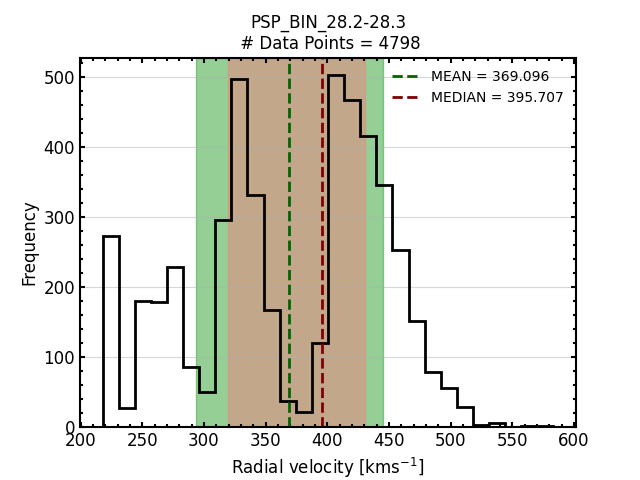 PSP_BIN_28.2-28.3
# Data Points = 4798
MEAN = 369.096
MEDIAN = 395.707
Frequency
500
400
300
200
100
0
200 250 300 350 400 450 500 550 600
Radial velocity [kms⁻¹]